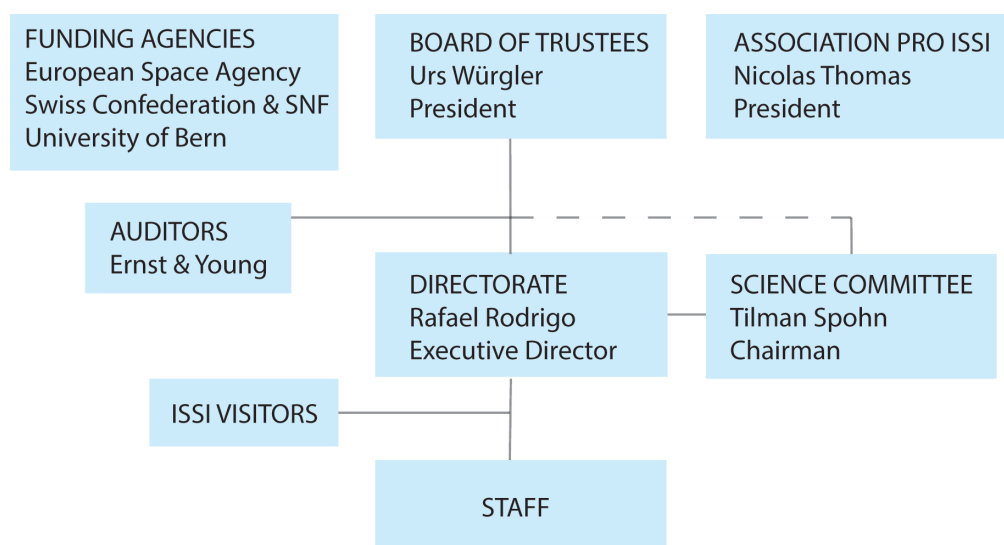 FUNDING AGENCIES
European Space Agency
Swiss Confederation & SNF
University of Bern
BOARD OF TRUSTEES
Urs Würgler
President
ASSOCIATION PRO ISSI
Nicolas Thomas
President
AUDITORS
Ernst & Young
DIRECTORATE
Rafael Rodrigo
Executive Director
SCIENCE COMMITTEE
Tilman Spohn
Chairman
ISSI VISITORS
STAFF